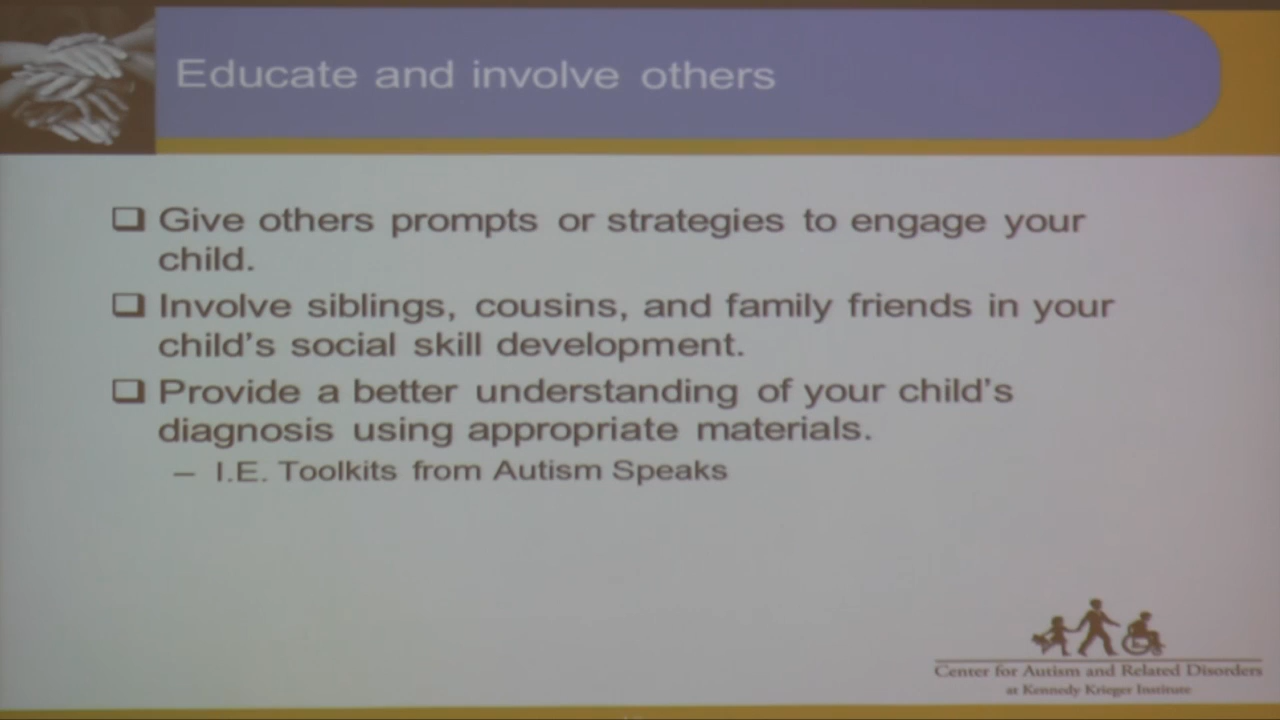 Educate and involve others
❑ Give others prompts or strategies to engage your
child.
❑ Involve siblings, cousins, and family friends in your
child's social skill development.
❑ Provide a better understanding of your child's
diagnosis using appropriate materials.
– I.E. Toolkits from Autism Speaks
Center for Autism and Related Disorders
at Kennedy Krieger Institute